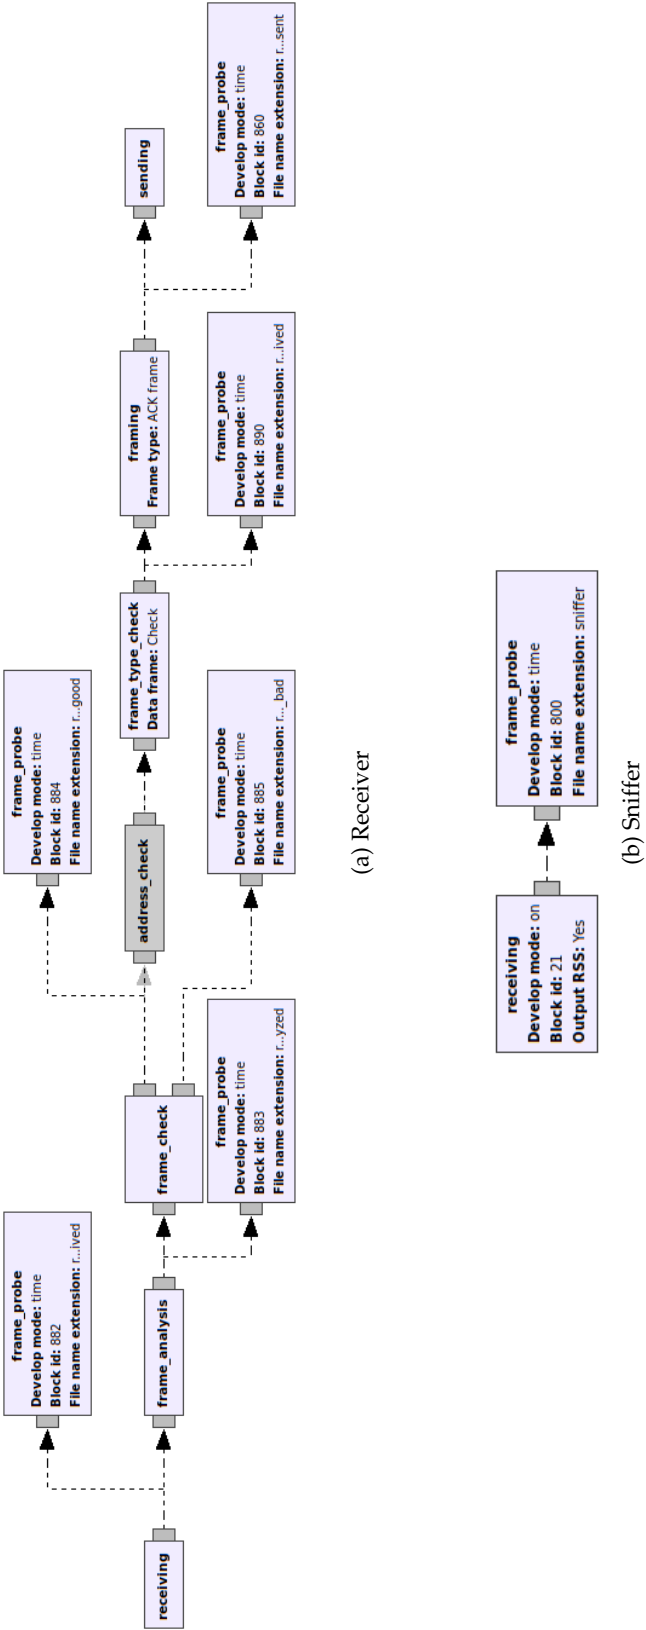 receiving
frame_probe
Develop mode: time
Block id: 882
File name extension: r...ived
frame_analysis
frame_probe
Develop mode: time
Block id: 883
File name extension: r...yzed
frame_check
frame_probe
Develop mode: time
Block id: 884
File name extension: r...good
frame_probe
Develop mode: time
Block id: 885
File name extension: r..._bad
address_check
frame_type_check
Data frame: Check
frame_probe
Develop mode: time
Block id: 890
File name extension: r...ived
framing
Frame type: ACK frame
frame_probe
Develop mode: time
Block id: 860
File name extension: r...sent
sending
(a) Receiver
receiving
Develop mode: on
Block id: 21
Output RSS: Yes
frame_probe
Develop mode: time
Block id: 800
File name extension: sniffer
(b) Sniffer